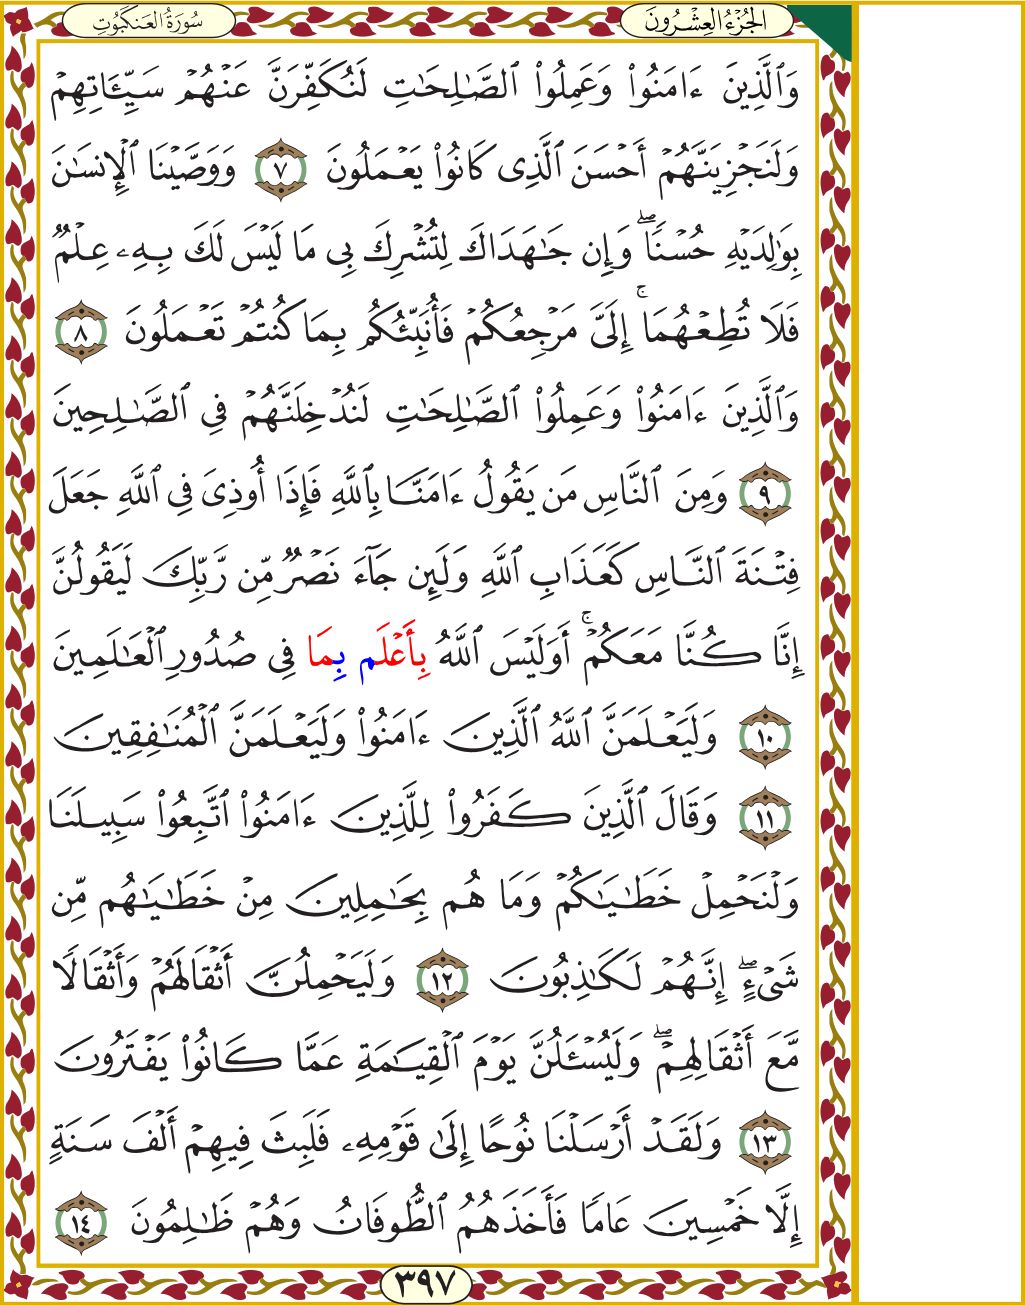 الجُزْءُ العِشْرُونَ
سُورَةُ العَنكَبُوتِ
وَٱلَّذِينَ ءَامَنُوا۟ وَعَمِلُوا۟ ٱلصَّـٰلِحَـٰتِ لَنُكَفِّرَنَّ عَنْهُمْ سَيِّـَٔاتِهِمْ
وَلَنَجْزِيَنَّهُمْ أَحْسَنَ ٱلَّذِى كَانُوا۟ يَعْمَلُونَ ٧ وَوَصَّيْنَا ٱلْإِنسَـٰنَ
بِوَٰلِدَيْهِ حُسْنًا ۖ وَإِن جَـٰهَدَاكَ لِتُشْرِكَ بِى مَا لَيْسَ لَكَ بِهِۦ عِلْمٌ
فَلَا تُطِعْهُمَآ ۚ إِلَىَّ مَرْجِعُكُمْ فَأُنَبِّئُكُم بِمَا كُنتُمْ تَعْمَلُونَ ٨
وَٱلَّذِينَ ءَامَنُوا۟ وَعَمِلُوا۟ ٱلصَّـٰلِحَـٰتِ لَنُدْخِلَنَّهُمْ فِى ٱلصَّـٰلِحِينَ
٩ وَمِنَ ٱلنَّاسِ مَن يَقُولُ ءَامَنَّا بِٱللَّهِ فَإِذَآ أُوذِىَ فِى ٱللَّهِ جَعَلَ
فِتْنَةَ ٱلنَّاسِ كَعَذَابِ ٱللَّهِ وَلَئِن جَآءَ نَصْرٌ مِّن رَّبِّكَ لَيَقُولُنَّ
إِنَّا كُنَّا مَعَكُمْ ۚ أَوَلَيْسَ ٱللَّهُ بِأَعْلَم بِمَا فِى صُدُورِ ٱلْعَـٰلَمِينَ
١٠ وَلَيَعْلَمَنَّ ٱللَّهُ ٱلَّذِينَ ءَامَنُوا۟ وَلَيَعْلَمَنَّ ٱلْمُنَـٰفِقِينَ
١١ وَقَالَ ٱلَّذِينَ كَفَرُوا۟ لِلَّذِينَ ءَامَنُوا۟ ٱتَّبِعُوا۟ سَبِيلَنَا
وَلْنَحْمِلْ خَطَـٰيَـٰكُمْ وَمَا هُم بِحَـٰمِلِينَ مِنْ خَطَـٰيَـٰهُم مِّن
شَىْءٍ ۖ إِنَّهُمْ لَكَـٰذِبُونَ ١٢ وَلَيَحْمِلُنَّ أَثْقَالَهُمْ وَأَثْقَالًا
مَّعَ أَثْقَالِهِمْ ۖ وَلَيُسْـَٔلُنَّ يَوْمَ ٱلْقِيَـٰمَةِ عَمَّا كَانُوا۟ يَفْتَرُونَ
١٣ وَلَقَدْ أَرْسَلْنَا نُوحًا إِلَىٰ قَوْمِهِۦ فَلَبِثَ فِيهِمْ أَلْفَ سَنَةٍ
إِلَّا خَمْسِينَ عَامًا فَأَخَذَهُمُ ٱلطُّوفَانُ وَهُمْ ظَـٰلِمُونَ ١٤
٣٩٧